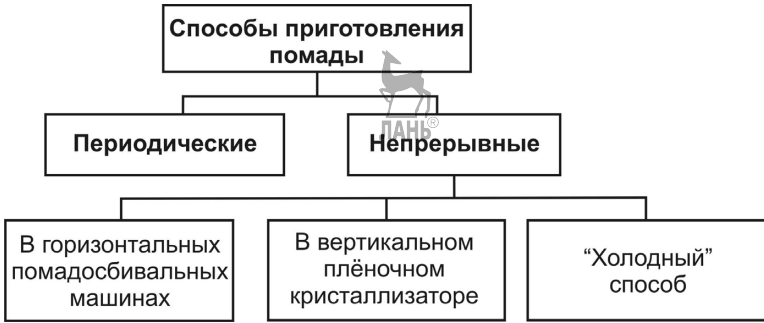 Способы приготовления
помады
ЛАНЬ®
Периодические
Непрерывные
В горизонтальных
помадосбивальных
машинах
В вертикальном
плёночном
кристаллизаторе
“Холодный”
способ